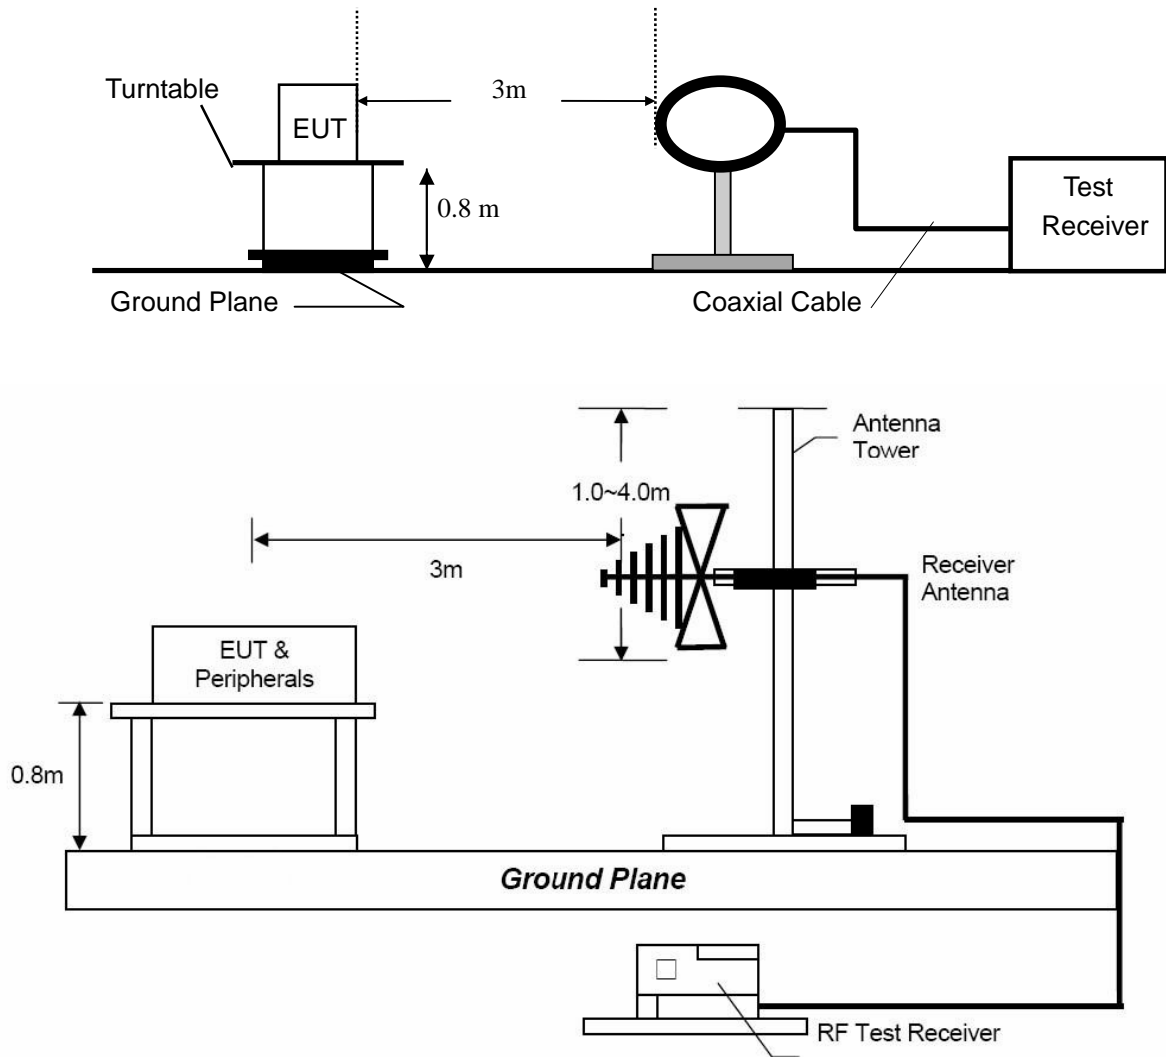 Turntable
EUT
3m
0.8 m
Test
Receiver
Ground Plane
Coaxial Cable
Antenna
Tower
1.0~4.0m
3m
Receiver
Antenna
EUT &
Peripherals
0.8m
Ground Plane
RF Test Receiver